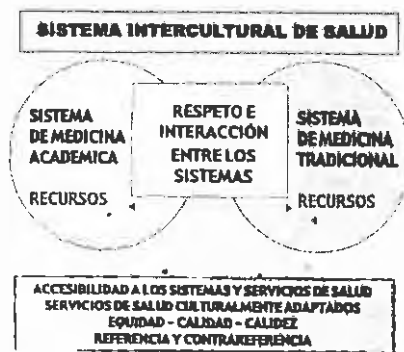 SISTEMA INTERCULTURAL DE SALUD
SISTEMA
DE MEDICINA
ACADEMICA
RECURSOS
RESPETO E
INTERACCIÓN
ENTRE LOS
SISTEMAS
SISTEMA
DE MEDICINA
TRADICIONAL
RECURSOS
ACCESIBILIDAD A LOS SISTEMAS Y SERVICIOS DE SALUD
SERVICIOS DE SALUD CULTURALMENTE ADAPTADOS
EQUIDAD - CALIDAD - CALIDEZ
REFERENCIA Y CONTRAREFERENCIA